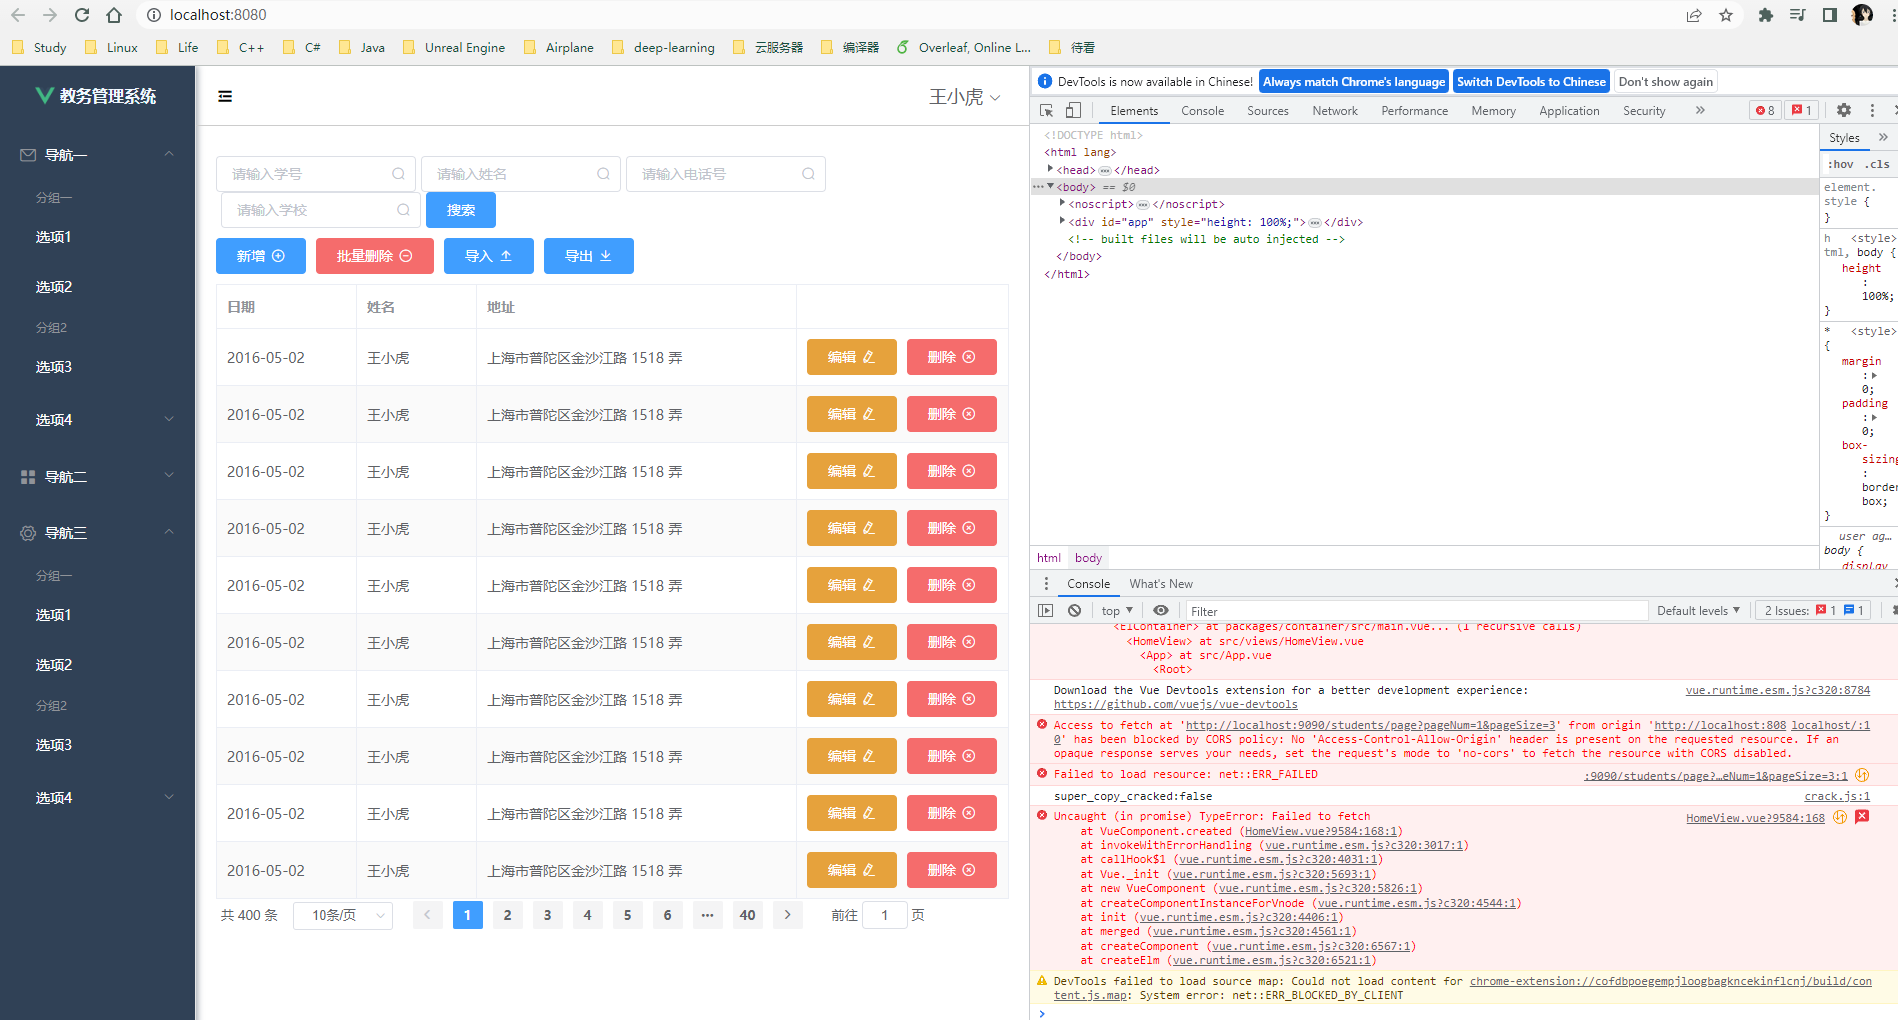 localhost:8080
Study Linux Life C++ C# Java Unreal Engine Airplane deep-learning 云服务器 编译器 Overleaf, Online L... 待看
教务管理系统
导航一
分组一
选项1
选项2
分组2
选项3
选项4
导航二
导航三
分组一
选项1
选项2
分组2
选项3
选项4
王小虎
请输入学号 请输入姓名 请输入电话号
请输入学校 搜索
新增 批量删除 导入 导出
日期 姓名 地址
2016-05-02 王小虎 上海市普陀区金沙江路 1518 弄 编辑 删除
2016-05-02 王小虎 上海市普陀区金沙江路 1518 弄 编辑 删除
2016-05-02 王小虎 上海市普陀区金沙江路 1518 弄 编辑 删除
2016-05-02 王小虎 上海市普陀区金沙江路 1518 弄 编辑 删除
2016-05-02 王小虎 上海市普陀区金沙江路 1518 弄 编辑 删除
2016-05-02 王小虎 上海市普陀区金沙江路 1518 弄 编辑 删除
2016-05-02 王小虎 上海市普陀区金沙江路 1518 弄 编辑 删除
2016-05-02 王小虎 上海市普陀区金沙江路 1518 弄 编辑 删除
2016-05-02 王小虎 上海市普陀区金沙江路 1518 弄 编辑 删除
2016-05-02 王小虎 上海市普陀区金沙江路 1518 弄 编辑 删除
共 400 条 10条/页 1 2 3 4 5 6 ••• 40 前往 1 页
DevTools is now available in Chinese! Always match Chrome's language Switch DevTools to Chinese Don't show again
Elements Console Sources Network Performance Memory Application Security » 8 1
<!DOCTYPE html>
<html lang>
<head>…</head>
<body> == $0
<noscript>…</noscript>
<div id="app" style="height: 100%;">…</div>
<!-- built files will be auto injected -->
</body>
</html>
Styles »
:hov .cls
element.
style {
}
h <style>
tml, body {
height
:
100%;
}
* <style>
{
margin
:
0;
padding
:
0;
box-
sizing
:
border
box;
}
user ag…
body {
display
html body
Console What's New
top Filter Default levels 2 Issues: 1 1
<ElContainer> at packages/container/src/main.vue... (1 recursive calls)
<HomeView> at src/views/HomeView.vue
<App> at src/App.vue
<Root>
Download the Vue Devtools extension for a better development experience: vue.runtime.esm.js?c320:8784
https://github.com/vuejs/vue-devtools
Access to fetch at 'http://localhost:9090/students/page?pageNum=1&pageSize=3' from origin 'http://localhost:808 localhost/:1
0' has been blocked by CORS policy: No 'Access-Control-Allow-Origin' header is present on the requested resource. If an
opaque response serves your needs, set the request's mode to 'no-cors' to fetch the resource with CORS disabled.
Failed to load resource: net::ERR_FAILED :9090/students/page?…eNum=1&pageSize=3:1
super_copy_cracked:false crack.js:1
Uncaught (in promise) TypeError: Failed to fetch HomeView.vue?9584:168
at VueComponent.created (HomeView.vue?9584:168:1)
at invokeWithErrorHandling (vue.runtime.esm.js?c320:3017:1)
at callHook$1 (vue.runtime.esm.js?c320:4031:1)
at Vue._init (vue.runtime.esm.js?c320:5693:1)
at new VueComponent (vue.runtime.esm.js?c320:5826:1)
at createComponentInstanceForVnode (vue.runtime.esm.js?c320:4544:1)
at init (vue.runtime.esm.js?c320:4406:1)
at merged (vue.runtime.esm.js?c320:4561:1)
at createComponent (vue.runtime.esm.js?c320:6567:1)
at createElm (vue.runtime.esm.js?c320:6521:1)
DevTools failed to load source map: Could not load content for chrome-extension://cofdbpoegempjloogbagkncekinflcnj/build/con
tent.js.map: System error: net::ERR_BLOCKED_BY_CLIENT